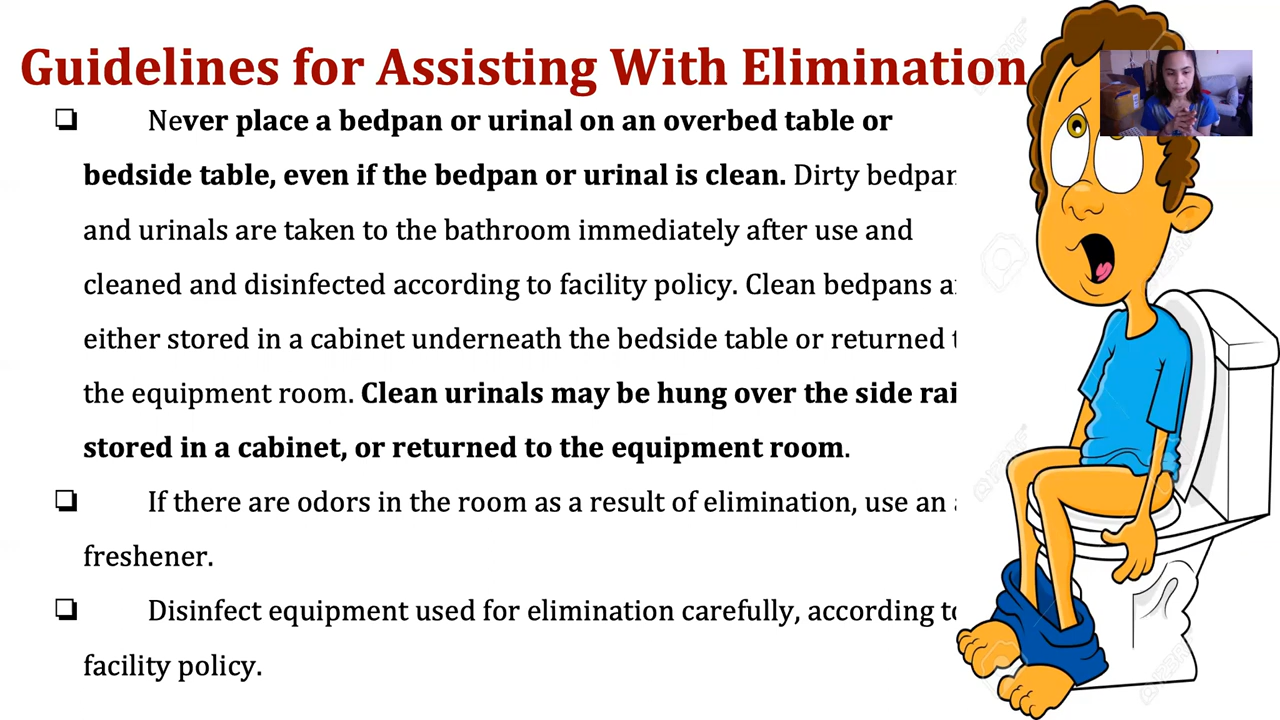 Guidelines for Assisting With Elimination
❏ Never place a bedpan or urinal on an overbed table or
bedside table, even if the bedpan or urinal is clean. Dirty bedpan
and urinals are taken to the bathroom immediately after use and
cleaned and disinfected according to facility policy. Clean bedpans a
either stored in a cabinet underneath the bedside table or returned t
the equipment room. Clean urinals may be hung over the side rai
stored in a cabinet, or returned to the equipment room.
❏ If there are odors in the room as a result of elimination, use an a
freshener.
❏ Disinfect equipment used for elimination carefully, according to
facility policy.